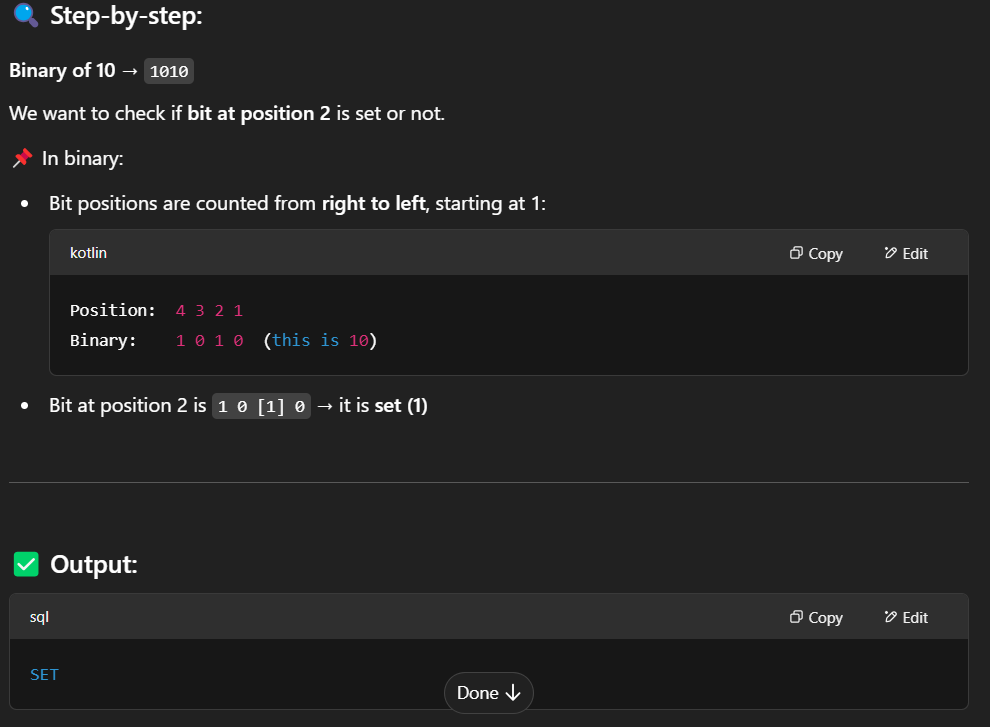 🔍 Step-by-step:
Binary of 10 → 1010
We want to check if bit at position 2 is set or not.
📌 In binary:
• Bit positions are counted from right to left, starting at 1:
kotlin Copy Edit
Position: 4 3 2 1
Binary: 1 0 1 0 (this is 10)
• Bit at position 2 is 1 0 [1] 0 → it is set (1)
✅ Output:
sql Copy Edit
SET
Done ↓